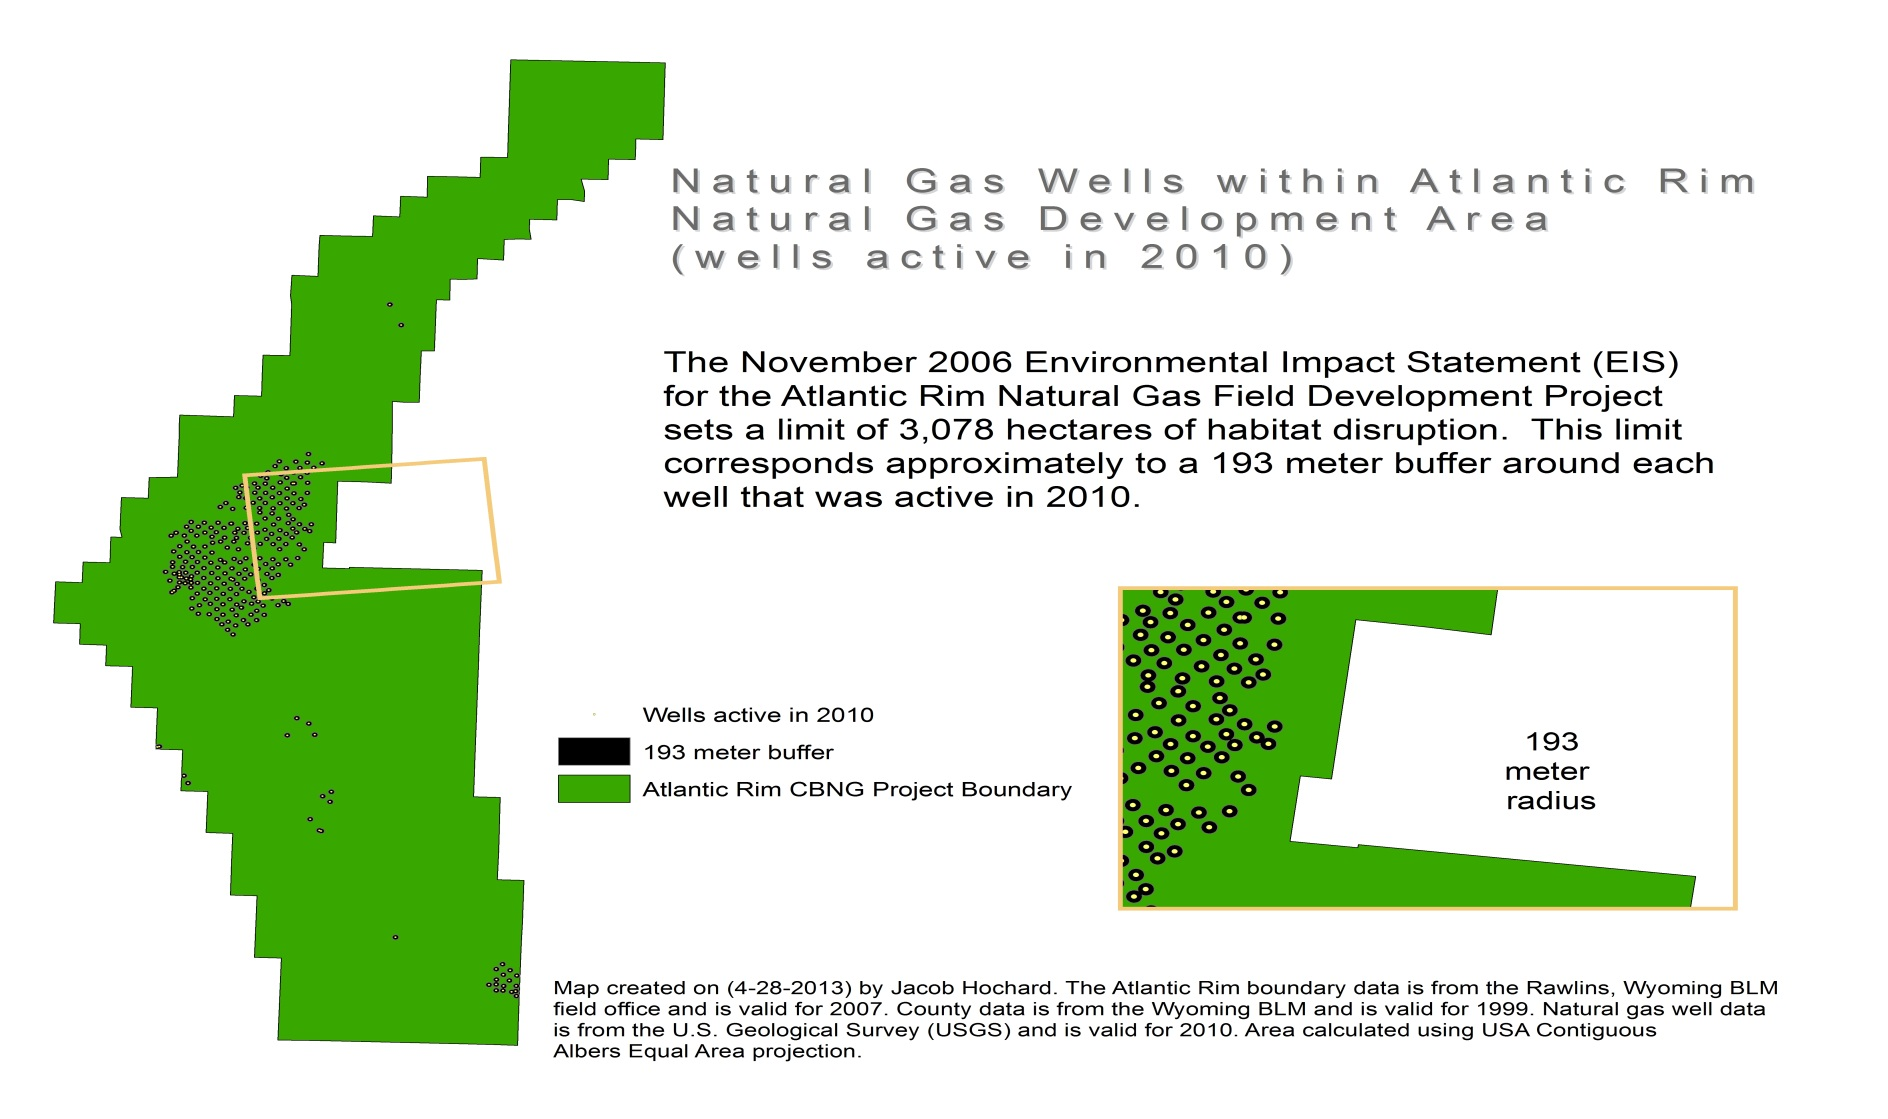 Natural Gas Wells within Atlantic Rim
Natural Gas Development Area
(wells active in 2010)
The November 2006 Environmental Impact Statement (EIS)
for the Atlantic Rim Natural Gas Field Development Project
sets a limit of 3,078 hectares of habitat disruption.  This limit
corresponds approximately to a 193 meter buffer around each
well that was active in 2010.
Wells active in 2010
193 meter buffer
Atlantic Rim CBNG Project Boundary
193
meter
radius
Map created on (4-28-2013) by Jacob Hochard. The Atlantic Rim boundary data is from the Rawlins, Wyoming BLM
field office and is valid for 2007. County data is from the Wyoming BLM and is valid for 1999. Natural gas well data
is from the U.S. Geological Survey (USGS) and is valid for 2010. Area calculated using USA Contiguous
Albers Equal Area projection.